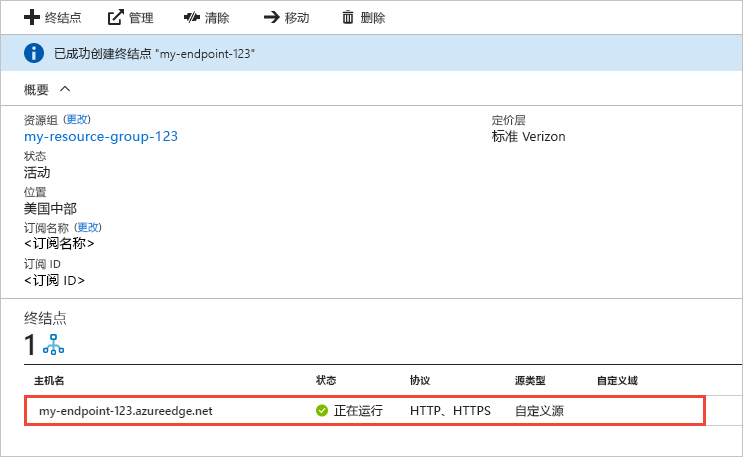 终结点 管理 清除 移动 删除
已成功创建终结点 "my-endpoint-123"
概要
资源组 (更改) 定价层
my-resource-group-123 标准 Verizon
状态
活动
位置
美国中部
订阅名称 (更改)
<订阅名称>
订阅 ID
<订阅 ID>
终结点
1
主机名 状态 协议 源类型 自定义域
my-endpoint-123.azureedge.net 正在运行 HTTP、HTTPS 自定义源